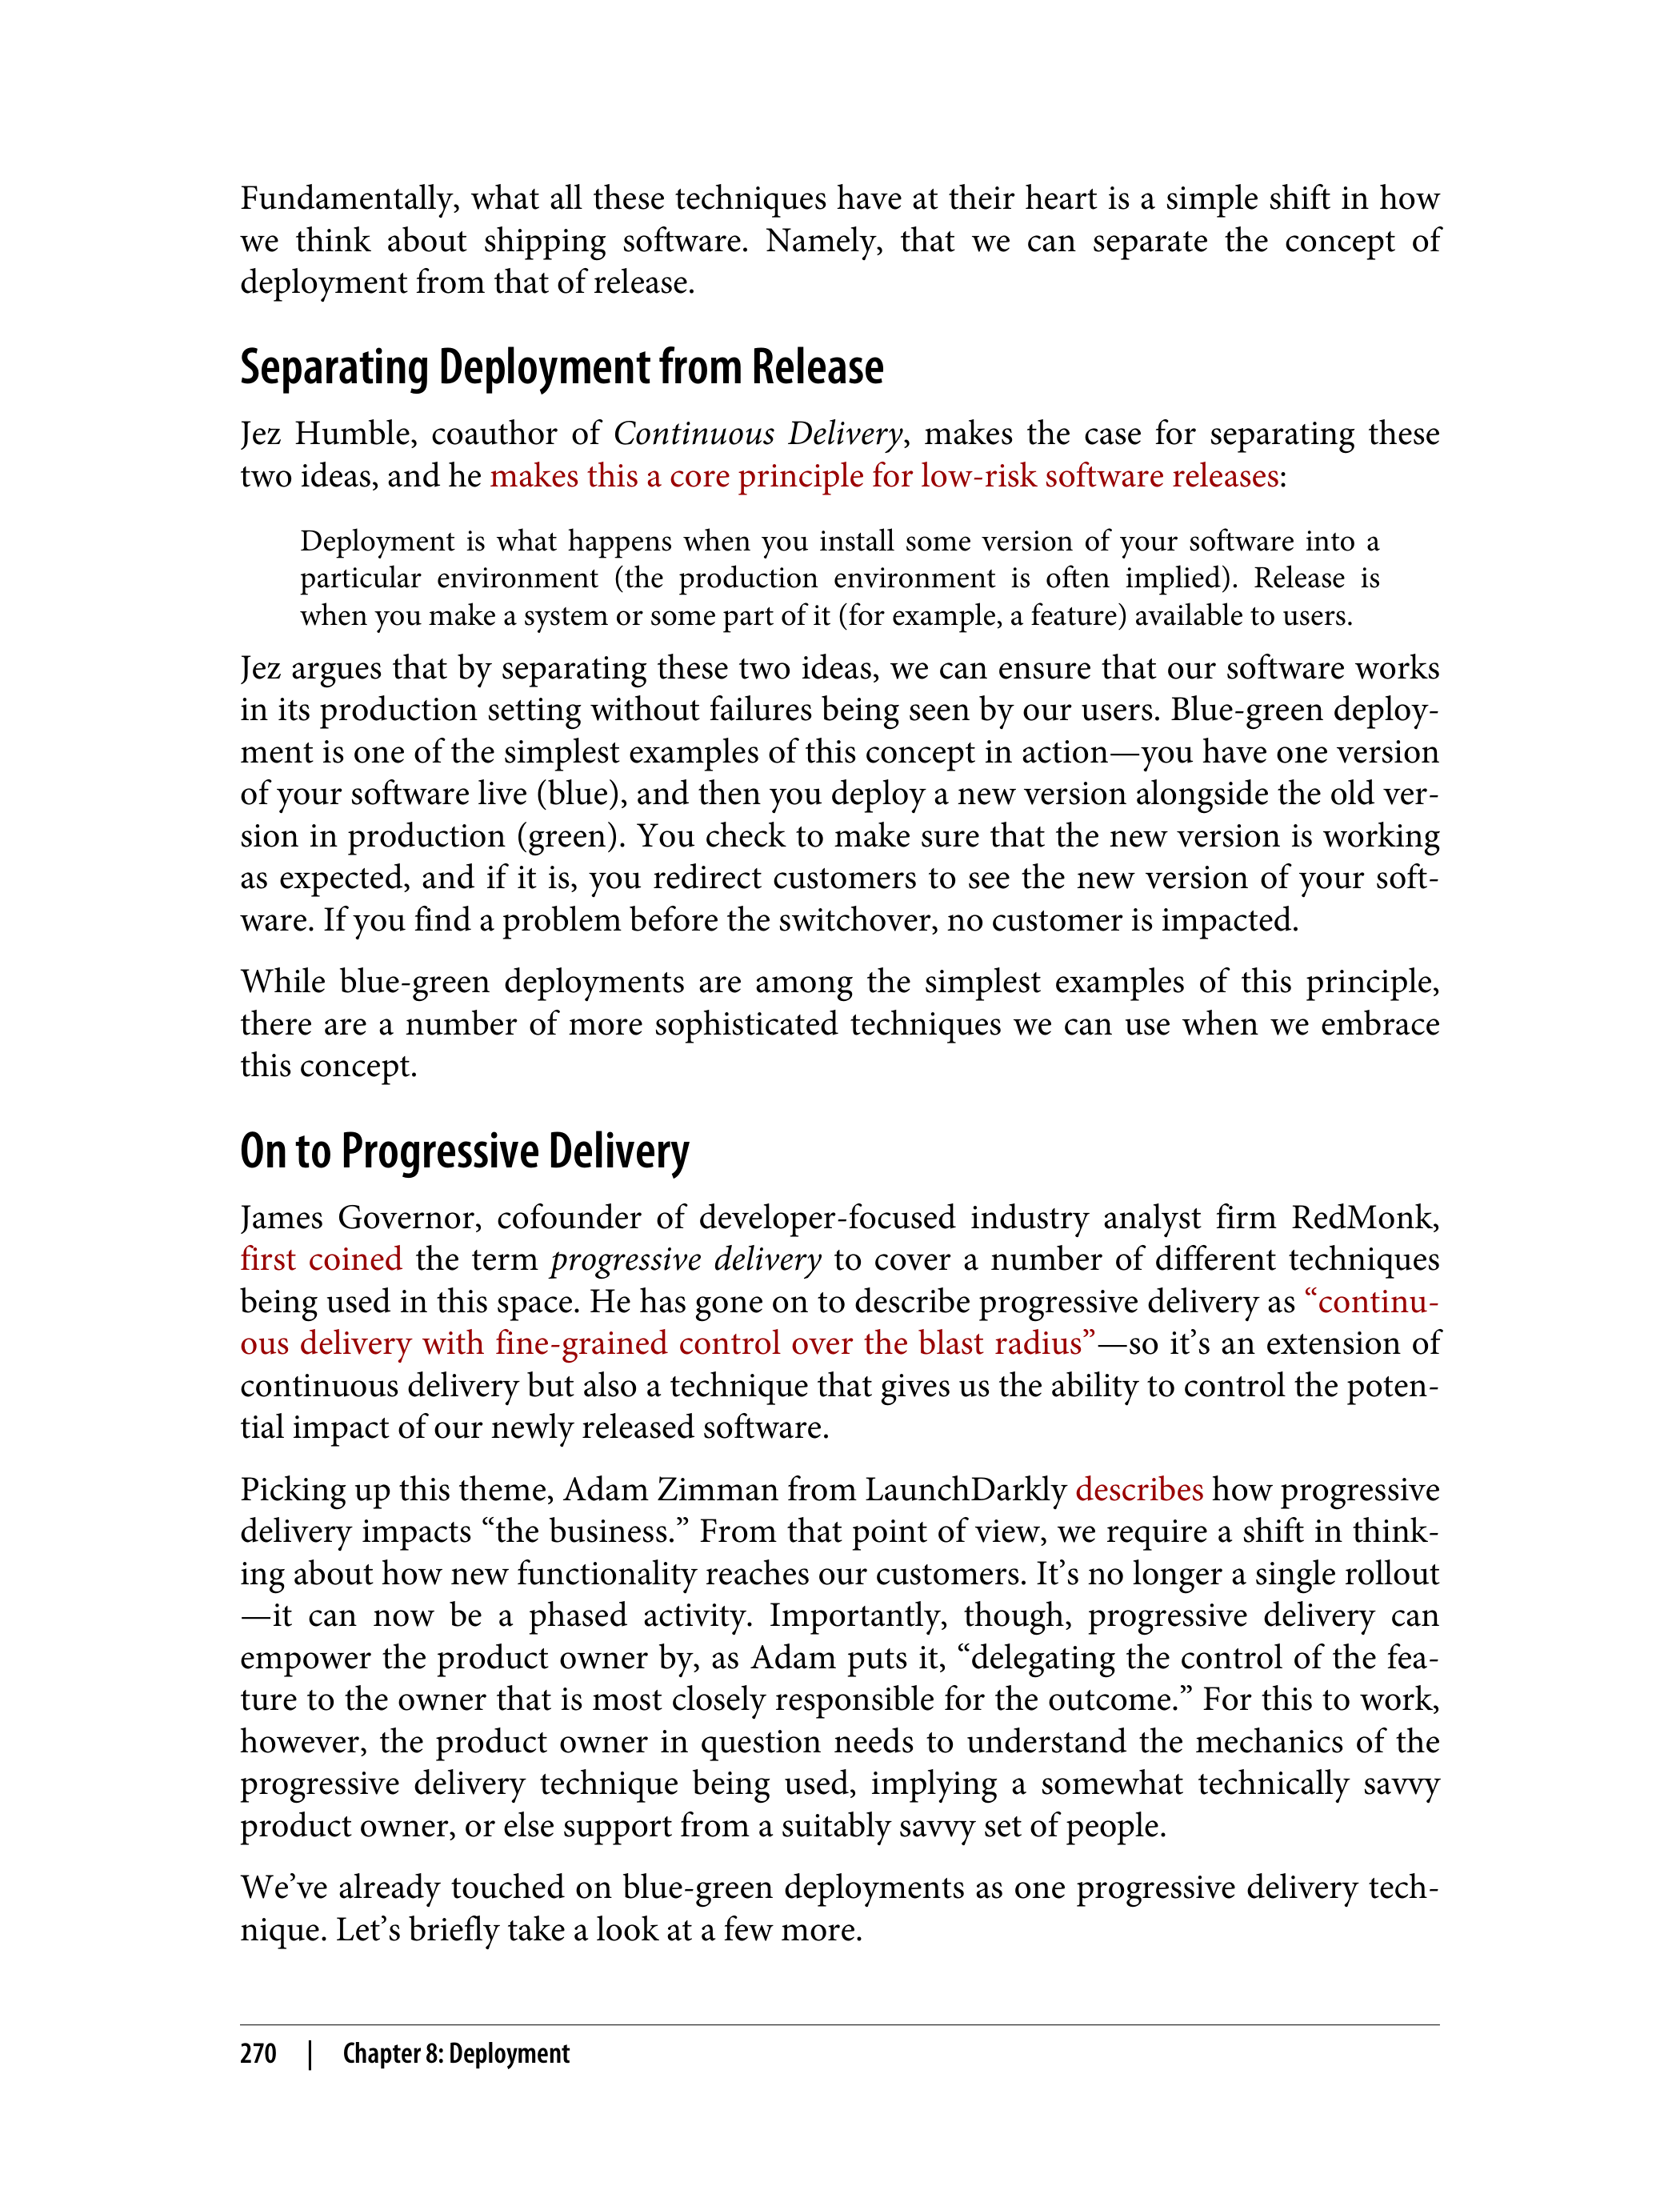 Fundamentally, what all these techniques have at their heart is a simple shift in how
we think about shipping software. Namely, that we can separate the concept of
deployment from that of release.
Separating Deployment from Release
Jez Humble, coauthor of Continuous Delivery, makes the case for separating these
two ideas, and he makes this a core principle for low-risk software releases:
Deployment is what happens when you install some version of your software into a
particular environment (the production environment is often implied). Release is
when you make a system or some part of it (for example, a feature) available to users.
Jez argues that by separating these two ideas, we can ensure that our software works
in its production setting without failures being seen by our users. Blue-green deploy-
ment is one of the simplest examples of this concept in action—you have one version
of your software live (blue), and then you deploy a new version alongside the old ver-
sion in production (green). You check to make sure that the new version is working
as expected, and if it is, you redirect customers to see the new version of your soft-
ware. If you find a problem before the switchover, no customer is impacted.
While blue-green deployments are among the simplest examples of this principle,
there are a number of more sophisticated techniques we can use when we embrace
this concept.
On to Progressive Delivery
James Governor, cofounder of developer-focused industry analyst firm RedMonk,
first coined the term progressive delivery to cover a number of different techniques
being used in this space. He has gone on to describe progressive delivery as “continu-
ous delivery with fine-grained control over the blast radius”—so it’s an extension of
continuous delivery but also a technique that gives us the ability to control the poten-
tial impact of our newly released software.
Picking up this theme, Adam Zimman from LaunchDarkly describes how progressive
delivery impacts “the business.” From that point of view, we require a shift in think-
ing about how new functionality reaches our customers. It’s no longer a single rollout
—it can now be a phased activity. Importantly, though, progressive delivery can
empower the product owner by, as Adam puts it, “delegating the control of the fea-
ture to the owner that is most closely responsible for the outcome.” For this to work,
however, the product owner in question needs to understand the mechanics of the
progressive delivery technique being used, implying a somewhat technically savvy
product owner, or else support from a suitably savvy set of people.
We’ve already touched on blue-green deployments as one progressive delivery tech-
nique. Let’s briefly take a look at a few more.
270 | Chapter 8: Deployment